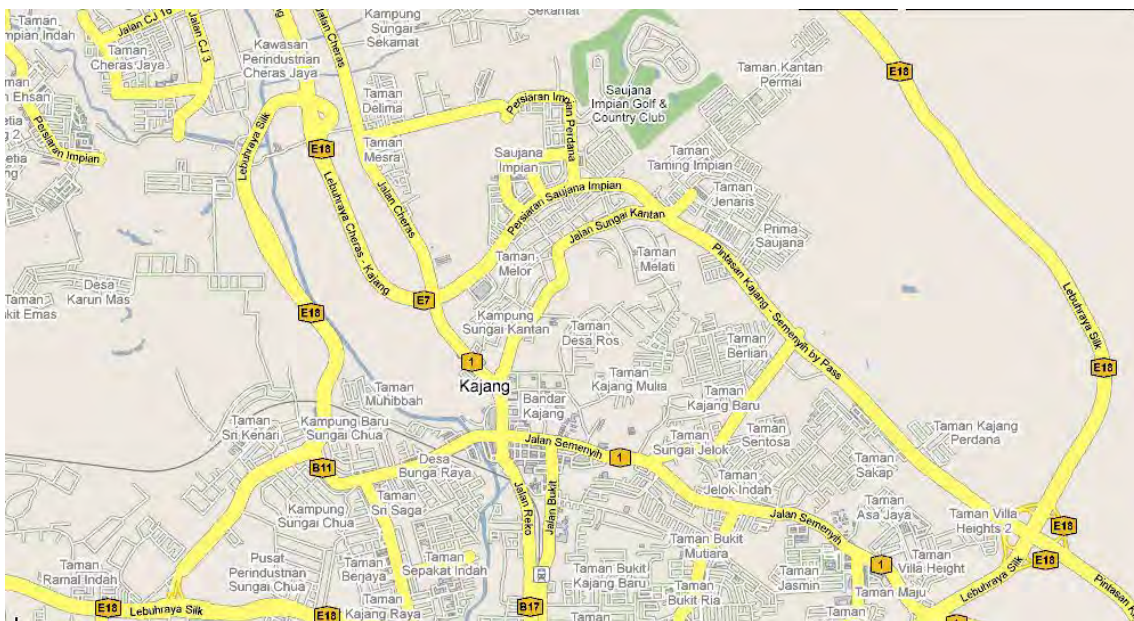 Taman
mpian Indah
Jalan CJ 16
Taman
Cheras Jaya
Jalan CJ 3
Kawasan
Perindustrian
Cheras Jaya
Jalan Cheras
Kampung
Sungai
Sekamat
Sekamat
Ehsan
Persiaran Impian
Lebuhraya Silk
E18
Taman
Delima
Taman
Mesra
Persiaran Impian Perdana
Saujana
Impian Golf &
Country Club
Taman Kantan
Permai
E18
Saujana
Impian
Taman
Taming Impian
Taman
Jenaris
Persiaran Saujana Impian
Jalan Sungai Kantan
Prima
Saujana
Jalan Cheras
Lebuhraya Cheras - Kajang
Taman
Melor
Taman
Melati
Pintasan Kajang - Semenyih by Pass
Lebuhraya Silk
Desa
Karun Mas
Taman
kit Emas
E18
E7
Kampung
Sungai Kantan
Taman
Desa Ros
Taman
Berlian
1
Kajang
Taman
Kajang Mulia
E18
Taman
Muhibbah
Bandar
Kajang
Taman
Kajang Baru
Taman
Sri Kenari
Kampung Baru
Sungai Chua
Taman
Sentosa
Taman Kajang
Perdana
Jalan Semenyih
1
Taman
Sungai Jelok
B11
Desa
Bunga Raya
Taman
Sakap
Taman
Jelok Indah
Taman
Sri Saga
Jalan Reko
Jalan Bukit
Kampung
Sungai Chua
Jalan Semenyih
Taman
Asa Jaya
Taman Villa
Heights 2
E18
Taman Bukit
Mutiara
Taman
Ramal Indah
Pusat
Perindustrian
Sungai Chua
Taman
Berjaya
Taman
Sepakat Indah
Taman Bukit
Kajang Baru
Taman
Jasmin
1
Taman
Villa Height
E18
Taman Maju
Lebuhraya Silk
Taman
Bukit Ria
Pintasan
E18
Lebuhraya Silk
E18
Taman
Kajang Raya
B17
Taman
Taman